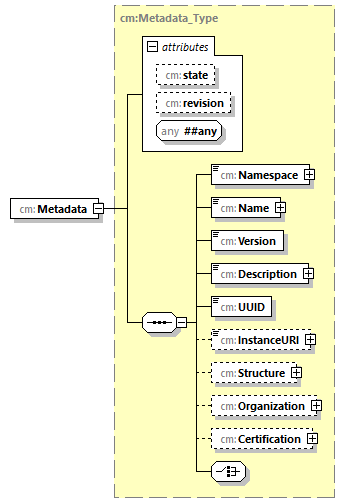 cm:Metadata_Type
attributes
cm:state
cm:revision
any ##any
cm:Metadata
cm:Namespace
cm:Name
cm:Version
cm:Description
cm:UUID
cm:InstanceURI
cm:Structure
cm:Organization
cm:Certification